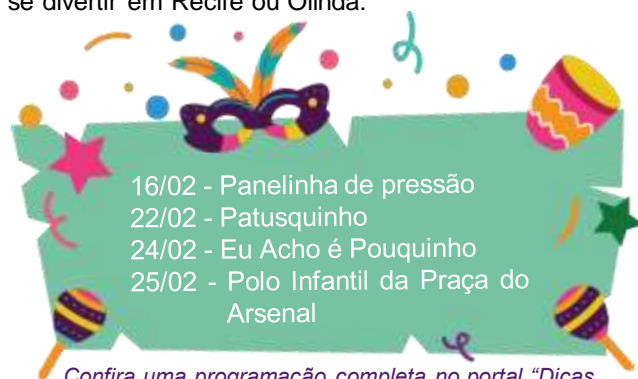 se divertir em Recife ou Olinda.
16/02 - Panelinha de pressão
22/02 - Patusquinho
24/02 - Eu Acho é Pouquinho
25/02 - Polo Infantil da Praça do
Arsenal
Confira uma programação completa no portal “Dicas